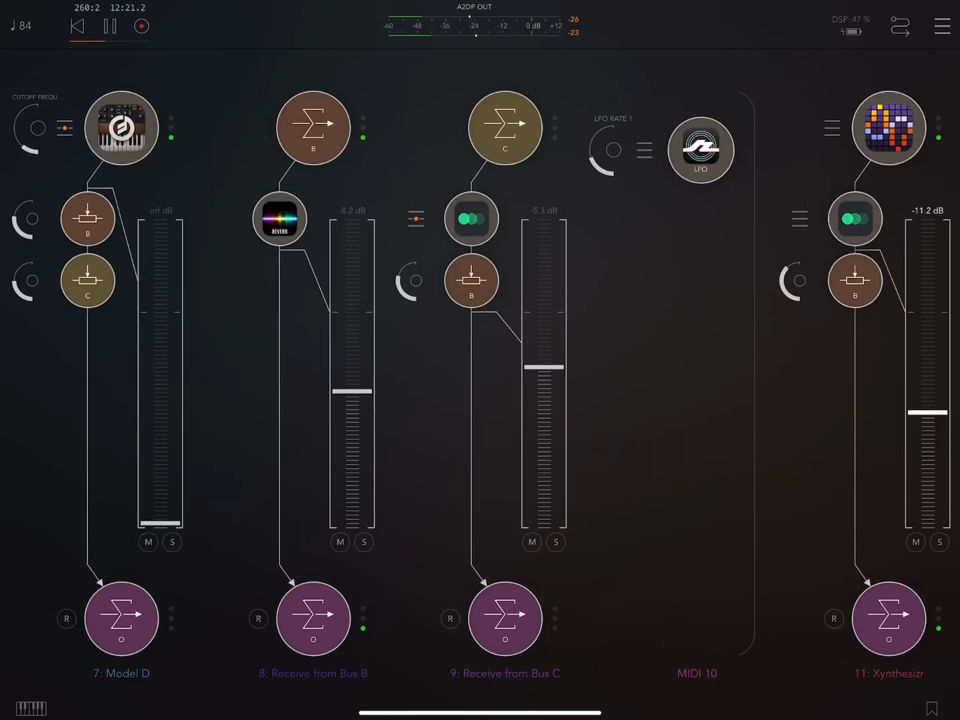 260:2 12:21.2
A2DP OUT
♩ 84
-60 -48 -36 -24 -12 0 dB +12
-26
-23
DSP: 47 %
CUTOFF FREQU...
LFO RATE 1
B
C
LFO
B
REVERB
C
B
B
-inf dB
-8.2 dB
-5.3 dB
-11.2 dB
M S
M S
M S
M S
R
O
R
O
R
O
R
O
7: Model D
8: Receive from Bus B
9: Receive from Bus C
MIDI 10
11: Xynthesizr